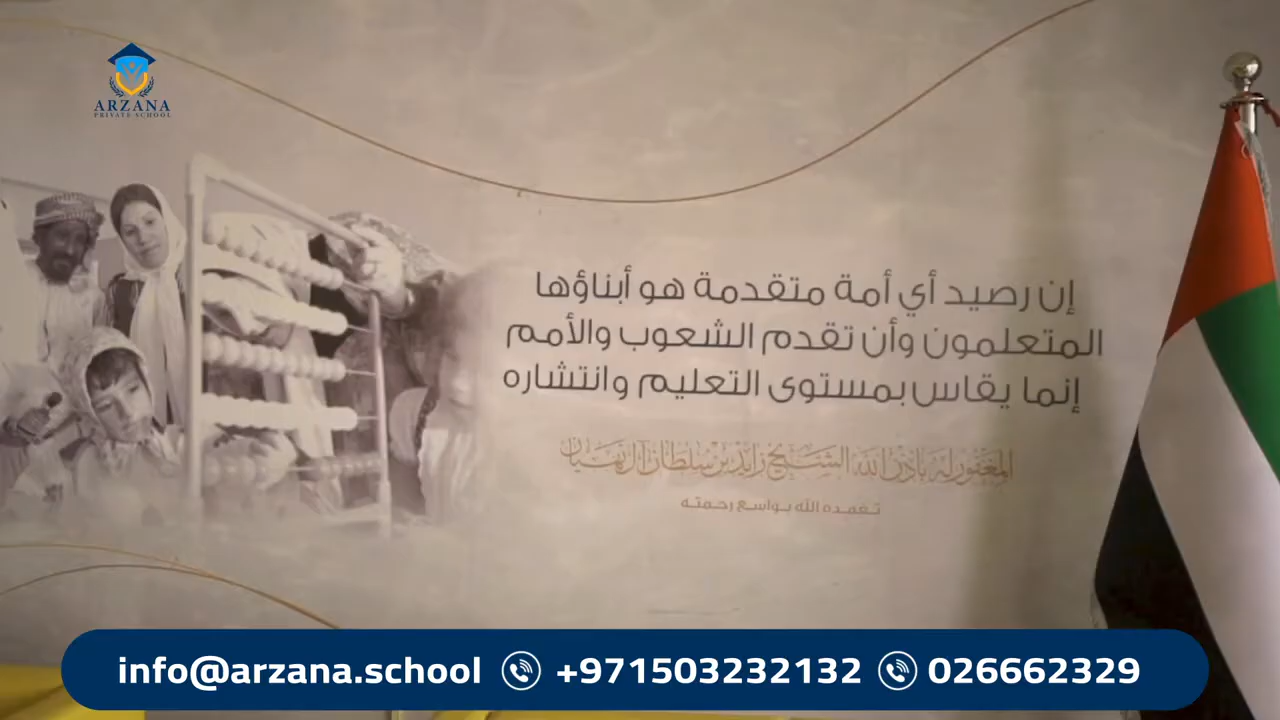 ARZANA
PRIVATE SCHOOL
إن رصيد أي أمة متقدمة هو أبناؤها
المتعلمون وأن تقدم الشعوب والأمم
إنما يقاس بمستوى التعليم وانتشاره
المغفور له بإذن الله الشيخ زايد بن سلطان آل نهيان
تغمده الله بواسع رحمته
info@arzana.school +971503232132 026662329